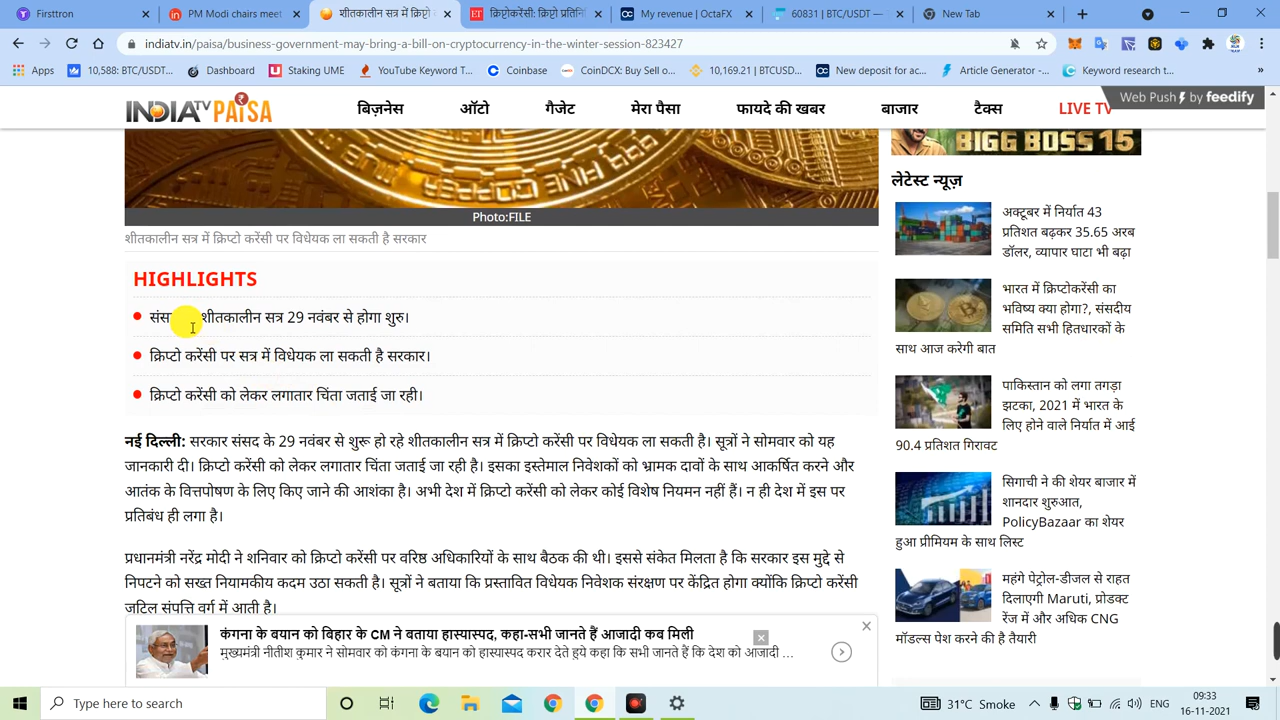 शीतकालीन सत्र में क्रिप्टो
क्रिप्टोकरेंसी: क्रिप्टो प्रतिनि
My revenue | OctaFX
60831 | BTCUSDT
indiatv.in/paisa/business-government-may-bring-a-bill-on-cryptocurrency-in-the-winter-session-823427
Apps
10,588: BTC/USDT...
Dashboard
Staking UME
YouTube Keyword T...
Coinbase
CoinDCX: Buy Sell o...
10,169.21 | BTCUSD...
New deposit for ac...
Article Generator -...
Keyword research t...
INDIA TV PAISA
बिज़नेस
ऑटो
गैजेट
मेरा पैसा
फायदे की खबर
बाजार
टैक्स
LIVE TV
Web Push by feedify
BIGG BOSS 15
Photo:FILE
शीतकालीन सत्र में क्रिप्टो करेंसी पर विधेयक ला सकती है सरकार
HIGHLIGHTS
शीतकालीन सत्र 29 नवंबर से होगा शुरु।
क्रिप्टो करेंसी पर सत्र में विधेयक ला सकती है सरकार।
क्रिप्टो करेंसी को लेकर लगातार चिंता जताई जा रही।
नई दिल्ली: सरकार संसद के 29 नवंबर से शुरू हो रहे शीतकालीन सत्र में क्रिप्टो करेंसी पर विधेयक ला सकती है। सूत्रों ने सोमवार को यह
जानकारी दी। क्रिप्टो करेंसी को लेकर लगातार चिंता जताई जा रही है। इसका इस्तेमाल निवेशकों को भ्रामक दावों के साथ आकर्षित करने और
आतंक के वित्तपोषण के लिए किए जाने की आशंका है। अभी देश में क्रिप्टो करेंसी को लेकर कोई विशेष नियमन नहीं हैं। न ही देश में इस पर
प्रतिबंध ही लगा है।
प्रधानमंत्री नरेंद्र मोदी ने शनिवार को क्रिप्टो करेंसी पर वरिष्ठ अधिकारियों के साथ बैठक की थी। इससे संकेत मिलता है कि सरकार इस मुद्दे से
निपटने को सख्त नियामकीय कदम उठा सकती है। सूत्रों ने बताया कि प्रस्तावित विधेयक निवेशक संरक्षण पर केंद्रित होगा क्योंकि क्रिप्टो करेंसी
जटिल संपत्ति वर्ग में आती है।
कंगना के बयान को बिहार के CM ने बताया हास्यास्पद, कहा-सभी जानते हैं आजादी कब मिली
मुख्यमंत्री नीतीश कुमार ने सोमवार को कंगना के बयान को हास्यास्पद करार देते हुये कहा कि सभी जानते हैं कि देश को आजादी ...
लेटेस्ट न्यूज़
अक्टूबर में निर्यात 43
प्रतिशत बढ़कर 35.65 अरब
डॉलर, व्यापार घाटा भी बढ़ा
भारत में क्रिप्टोकरेंसी का
भविष्य क्या होगा?, संसदीय
समिति सभी हितधारकों के
साथ आज करेगी बात
पाकिस्तान को लगा तगड़ा
झटका, 2021 में भारत के
लिए होने वाले निर्यात में आई
90.4 प्रतिशत गिरावट
सिगाची ने की शेयर बाजार में
शानदार शुरुआत,
PolicyBazaar का शेयर
हुआ प्रीमियम के साथ लिस्ट
महंगे पेट्रोल-डीजल से राहत
दिलाएगी Maruti, प्रोडक्ट
रेंज में और अधिक CNG
मॉडल्स पेश करने की है तैयारी
Type here to search
31°C Smoke
ENG
09:33
16-11-2021